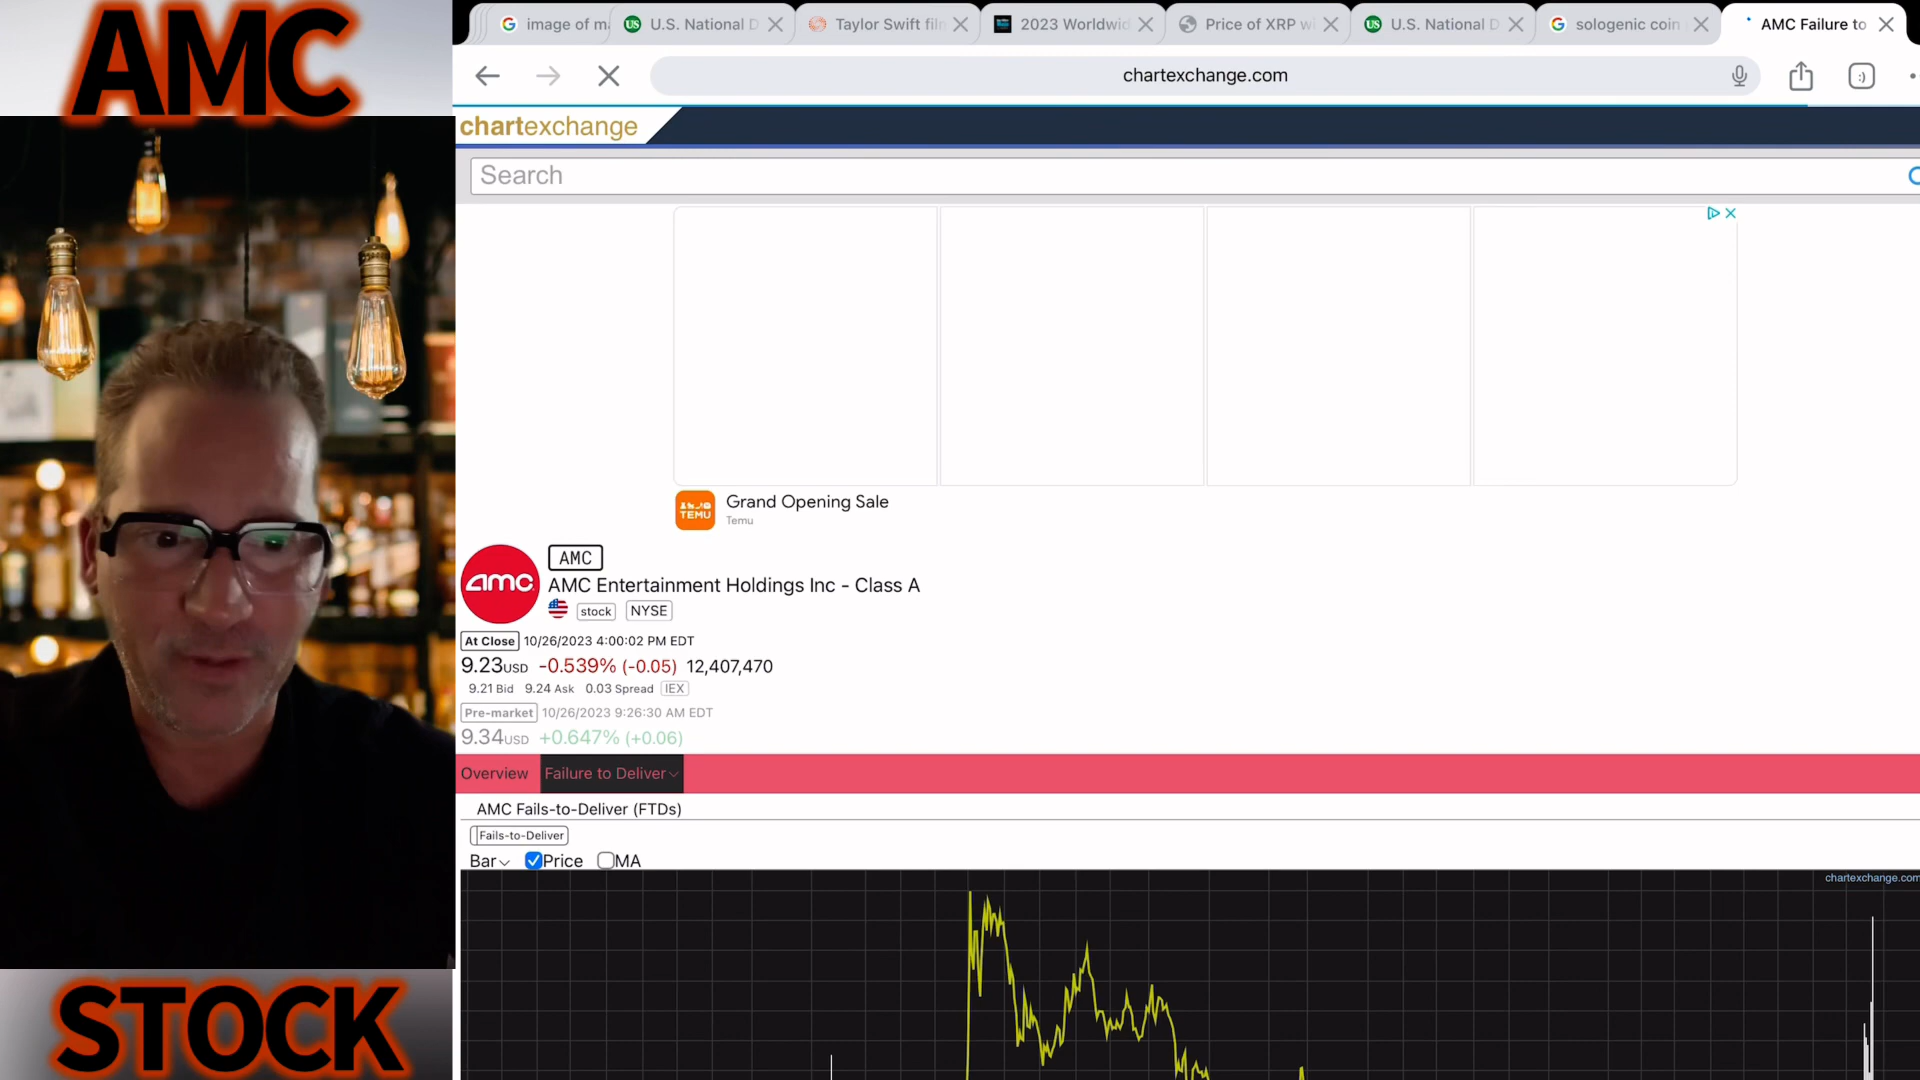 AMC
STOCK
image of ma
U.S. National D
Taylor Swift film
2023 Worldwid
Price of XRP wi
U.S. National D
sologenic coin
AMC Failure to
chartexchange.com
chartexchange
Search
TEMU
Grand Opening Sale
Temu
amc
AMC
AMC Entertainment Holdings Inc - Class A
stock NYSE
At Close 10/26/2023 4:00:02 PM EDT
9.23USD -0.539% (-0.05) 12,407,470
9.21 Bid 9.24 Ask 0.03 Spread IEX
Pre-market 10/26/2023 9:26:30 AM EDT
9.34USD +0.647% (+0.06)
Overview Failure to Deliver
AMC Fails-to-Deliver (FTDs)
Fails-to-Deliver
Bar Price MA
chartexchange.com